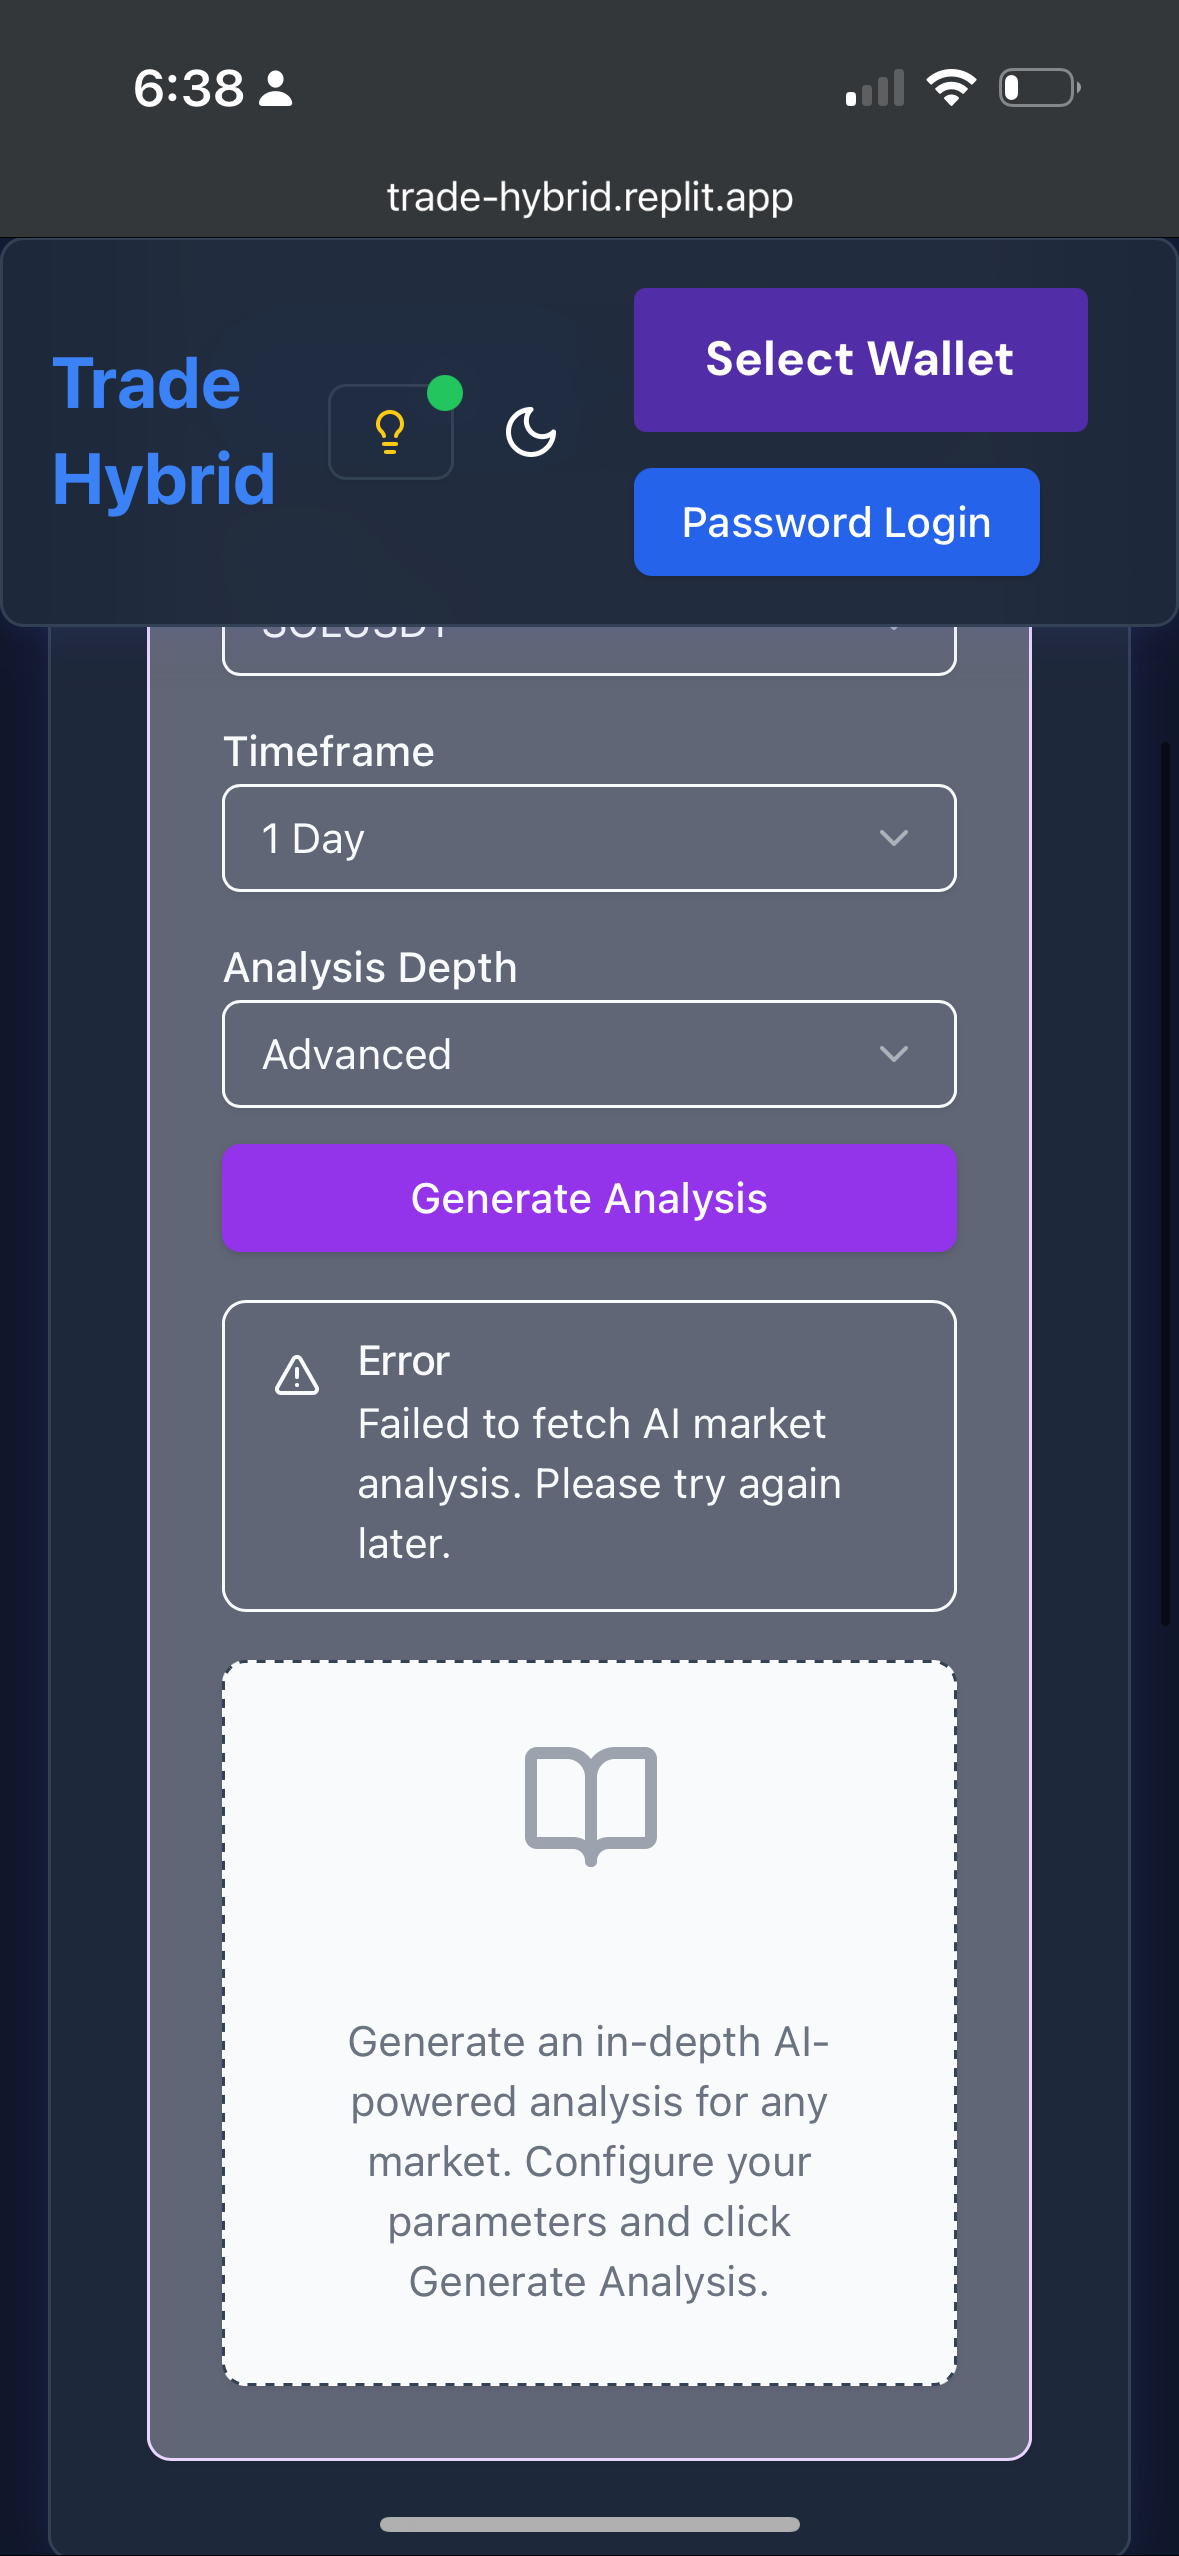 6:38
trade-hybrid.replit.app
Trade
Hybrid
Select Wallet
Password Login
SOLUSDT
Timeframe
1 Day
Analysis Depth
Advanced
Generate Analysis
Error
Failed to fetch AI market
analysis. Please try again
later.
Generate an in-depth AI-
powered analysis for any
market. Configure your
parameters and click
Generate Analysis.